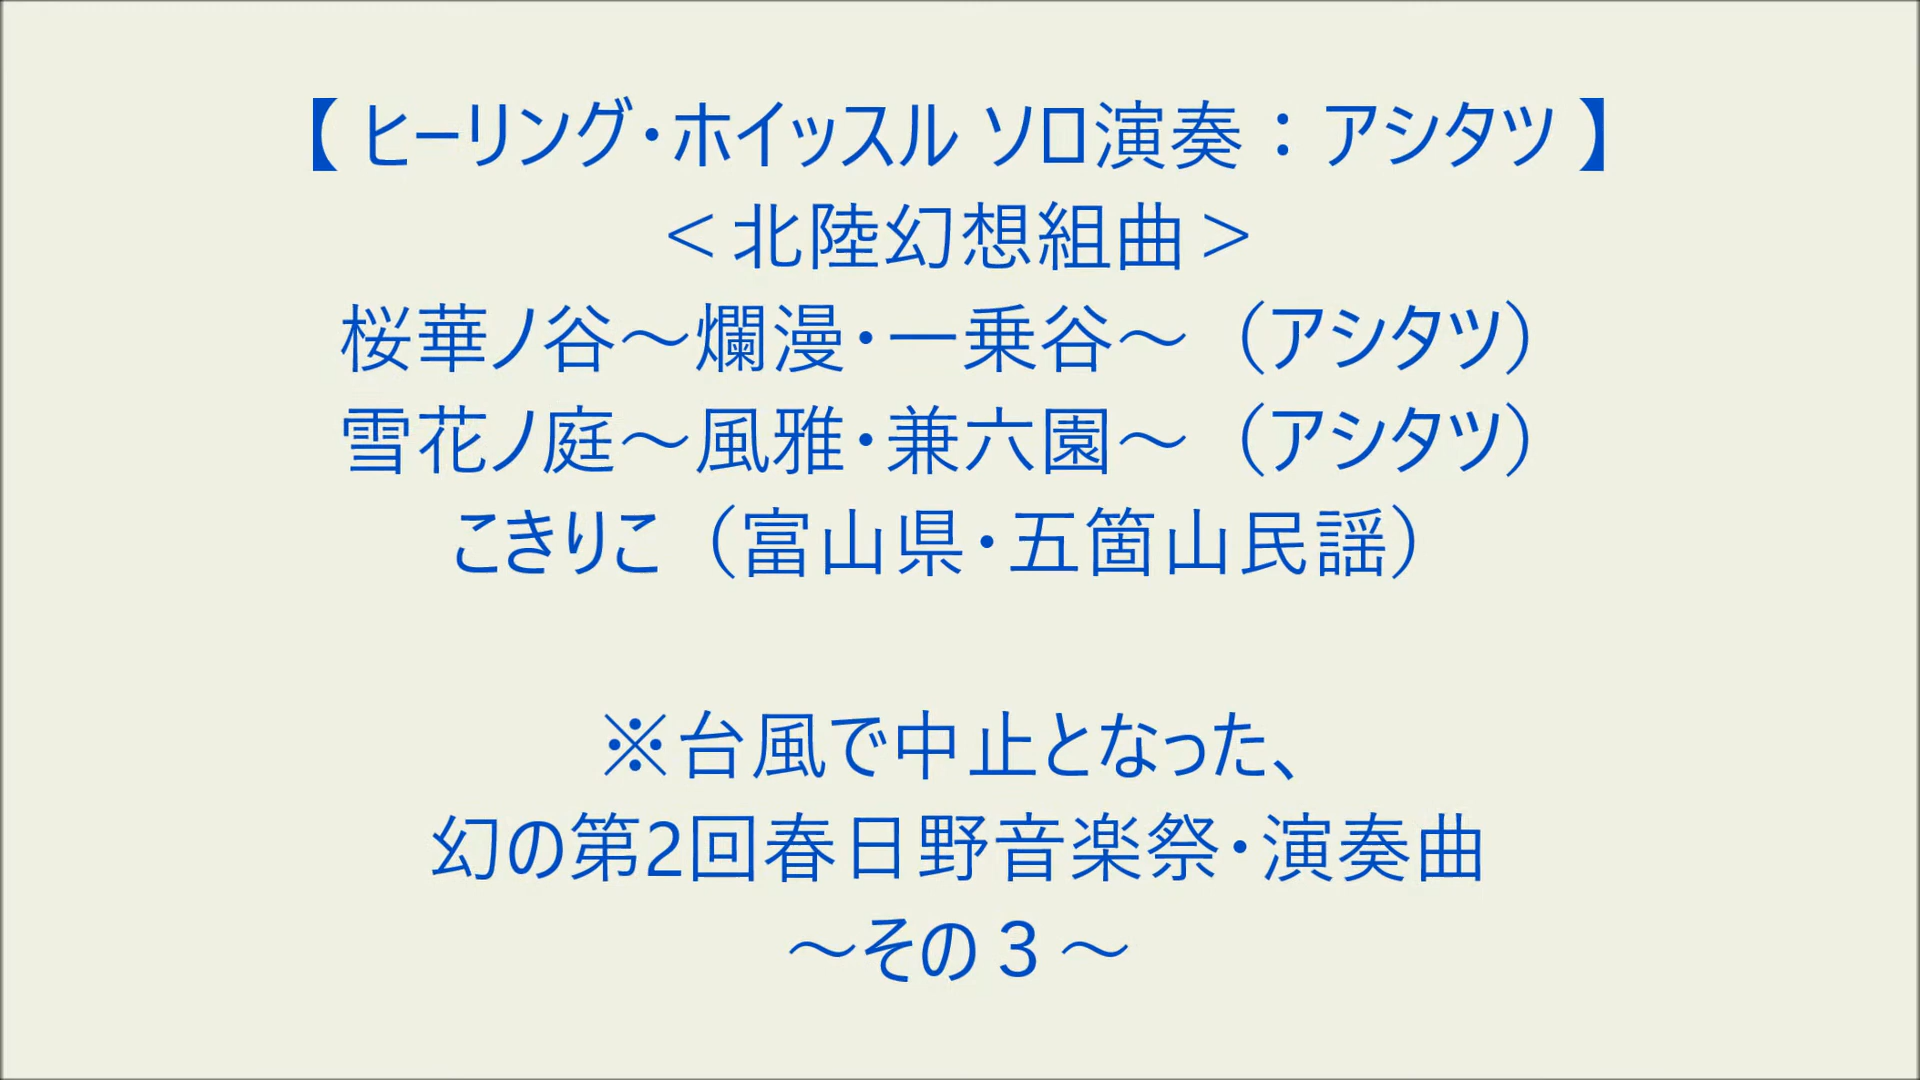 【 ヒーリング・ホイッスル ソロ演奏：アシタツ 】
＜北陸幻想組曲＞
桜華ノ谷～爛漫・一乗谷～（アシタツ）
雪花ノ庭～風雅・兼六園～（アシタツ）
こきりこ（富山県・五箇山民謡）
※台風で中止となった、
幻の第2回春日野音楽祭・演奏曲
～その３～